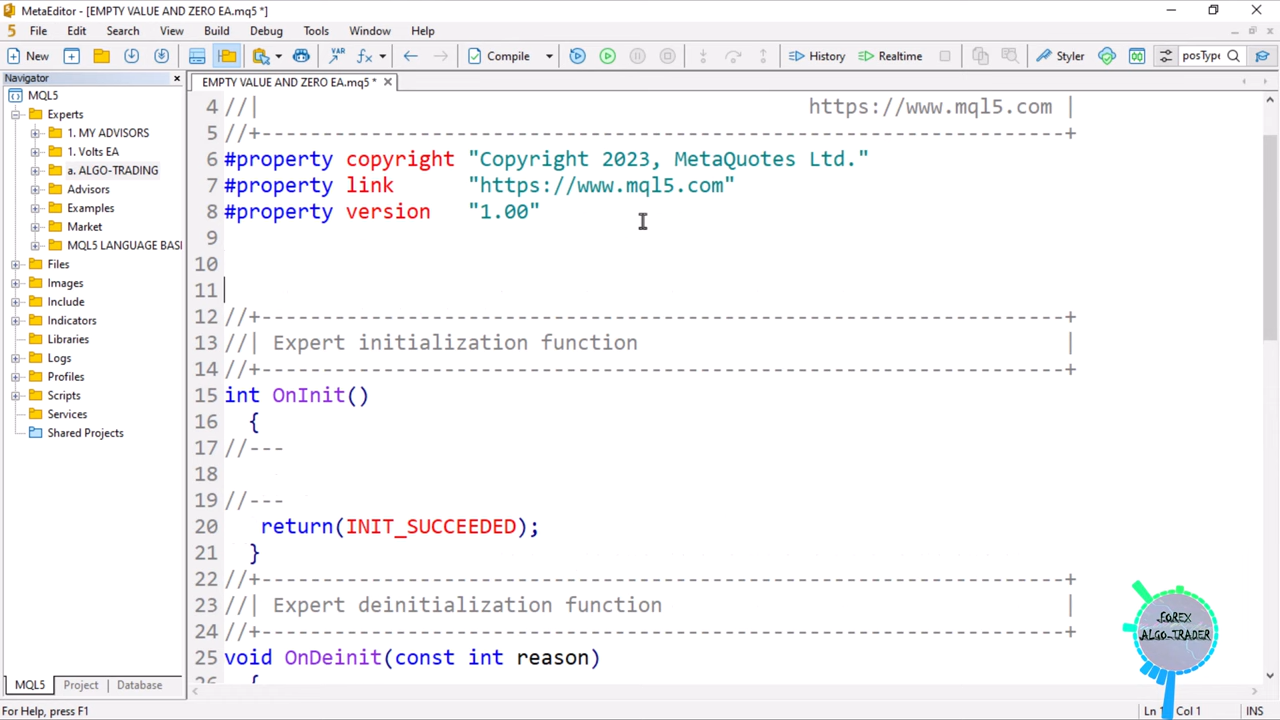 MetaEditor - [EMPTY VALUE AND ZERO EA.mq5 *]
5 File Edit Search View Build Debug Tools Window Help
New Compile History Realtime Styler posType
Navigator
EMPTY VALUE AND ZERO EA.mq5 *
MQL5
Experts
1. MY ADVISORS
1. Volts EA
a. ALGO-TRADING
Advisors
Examples
Market
MQL5 LANGUAGE BASI
Files
Images
Include
Indicators
Libraries
Logs
Profiles
Scripts
Services
Shared Projects
MQL5 Project Database
4 //| https://www.mql5.com |
5 //+------------------------------------------------------------------+
6 #property copyright "Copyright 2023, MetaQuotes Ltd."
7 #property link "https://www.mql5.com"
8 #property version "1.00"
9
10
11
12 //+------------------------------------------------------------------+
13 //| Expert initialization function |
14 //+------------------------------------------------------------------+
15 int OnInit()
16 {
17 //---
18
19 //---
20 return(INIT_SUCCEEDED);
21 }
22 //+------------------------------------------------------------------+
23 //| Expert deinitialization function |
24 //+------------------------------------------------------------------+
25 void OnDeinit(const int reason)
26 {
FOREX
ALGO-TRADER
For Help, press F1
Ln 1 Col 1 INS